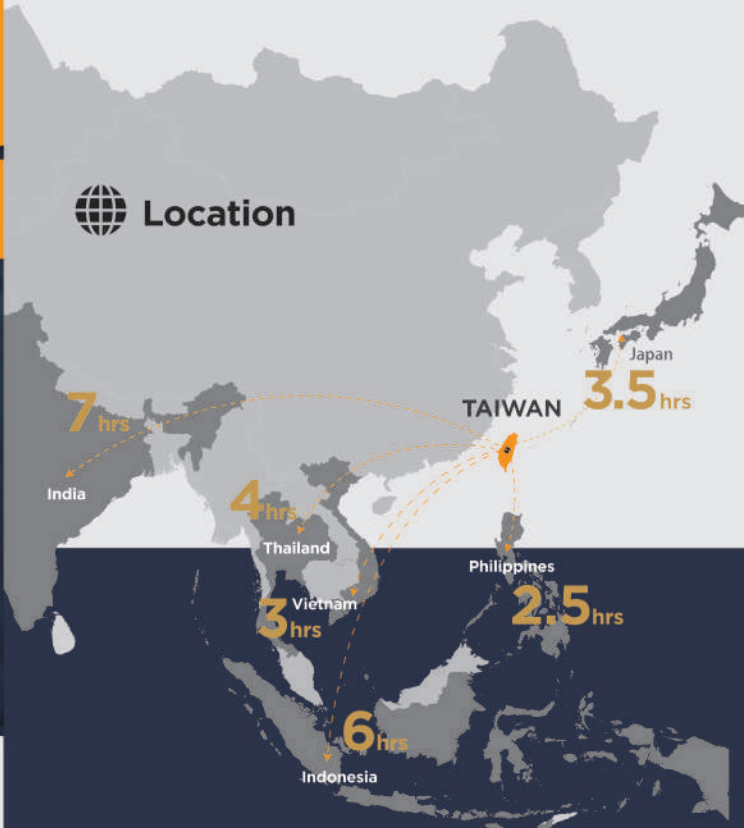 Location
Japan
3.5hrs
TAIWAN
7hrs
India
4hrs
Thailand
Philippines
2.5hrs
Vietnam
3hrs
6hrs
Indonesia